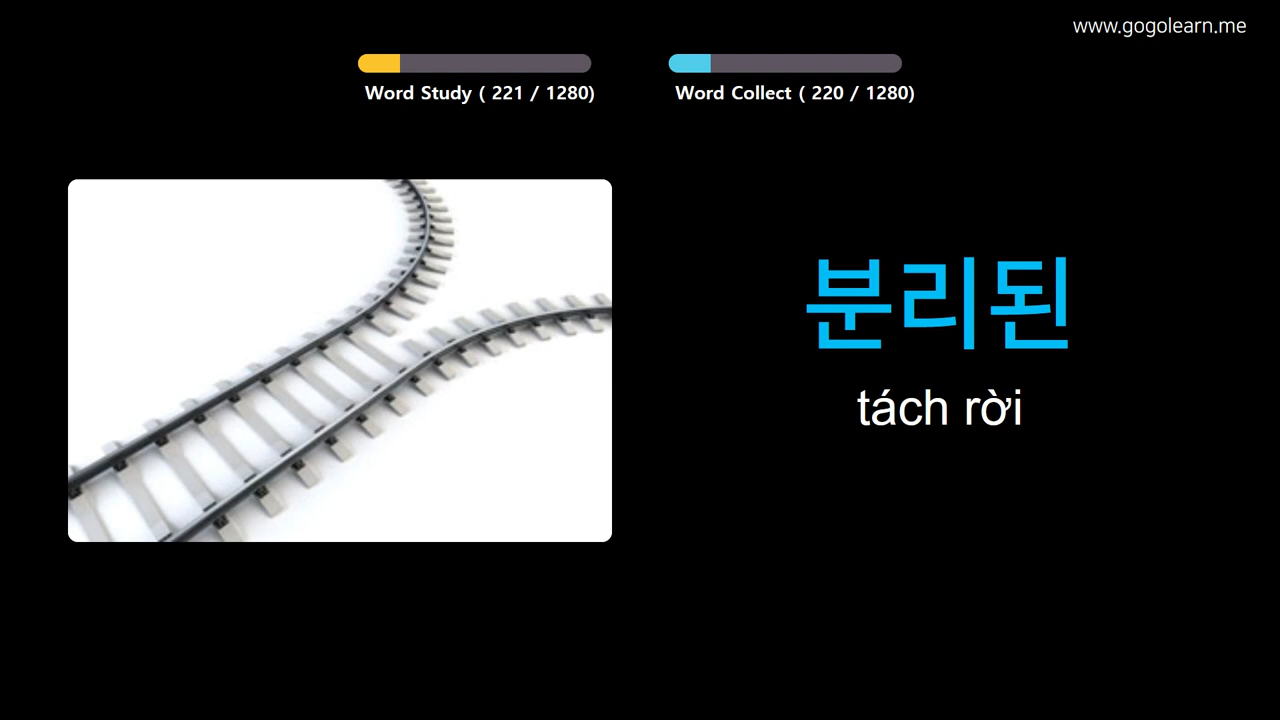 www.gogolearn.me
Word Study ( 221 / 1280)
Word Collect ( 220 / 1280)
분리된
tách rời